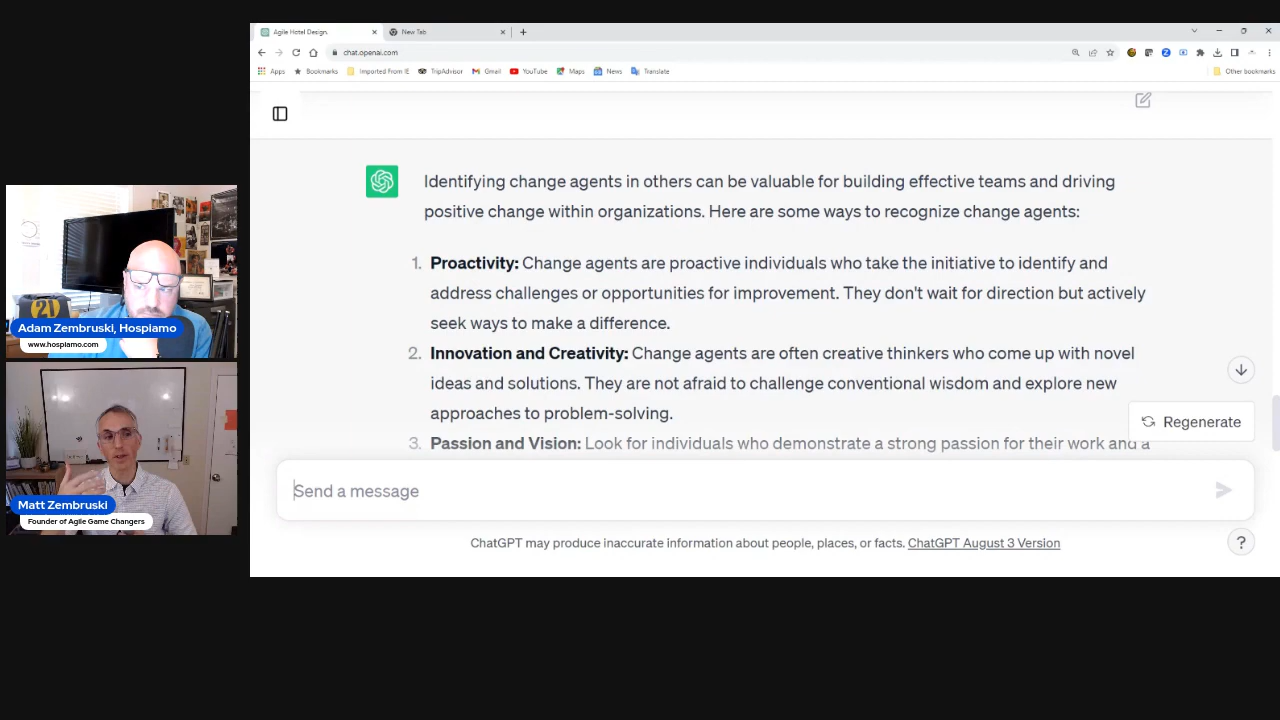 Agile Hotel Design.
New Tab
chat.openai.com
Apps
Bookmarks
Imported From IE
TripAdvisor
Gmail
YouTube
Maps
News
Translate
Other bookmarks
Identifying change agents in others can be valuable for building effective teams and driving
positive change within organizations. Here are some ways to recognize change agents:
1. Proactivity: Change agents are proactive individuals who take the initiative to identify and
address challenges or opportunities for improvement. They don't wait for direction but actively
seek ways to make a difference.
2. Innovation and Creativity: Change agents are often creative thinkers who come up with novel
ideas and solutions. They are not afraid to challenge conventional wisdom and explore new
approaches to problem-solving.
3. Passion and Vision: Look for individuals who demonstrate a strong passion for their work and a
Regenerate
Send a message
ChatGPT may produce inaccurate information about people, places, or facts. ChatGPT August 3 Version
?
21
Adam Zembruski, Hospiamo
www.hospiamo.com
Matt Zembruski
Founder of Agile Game Changers